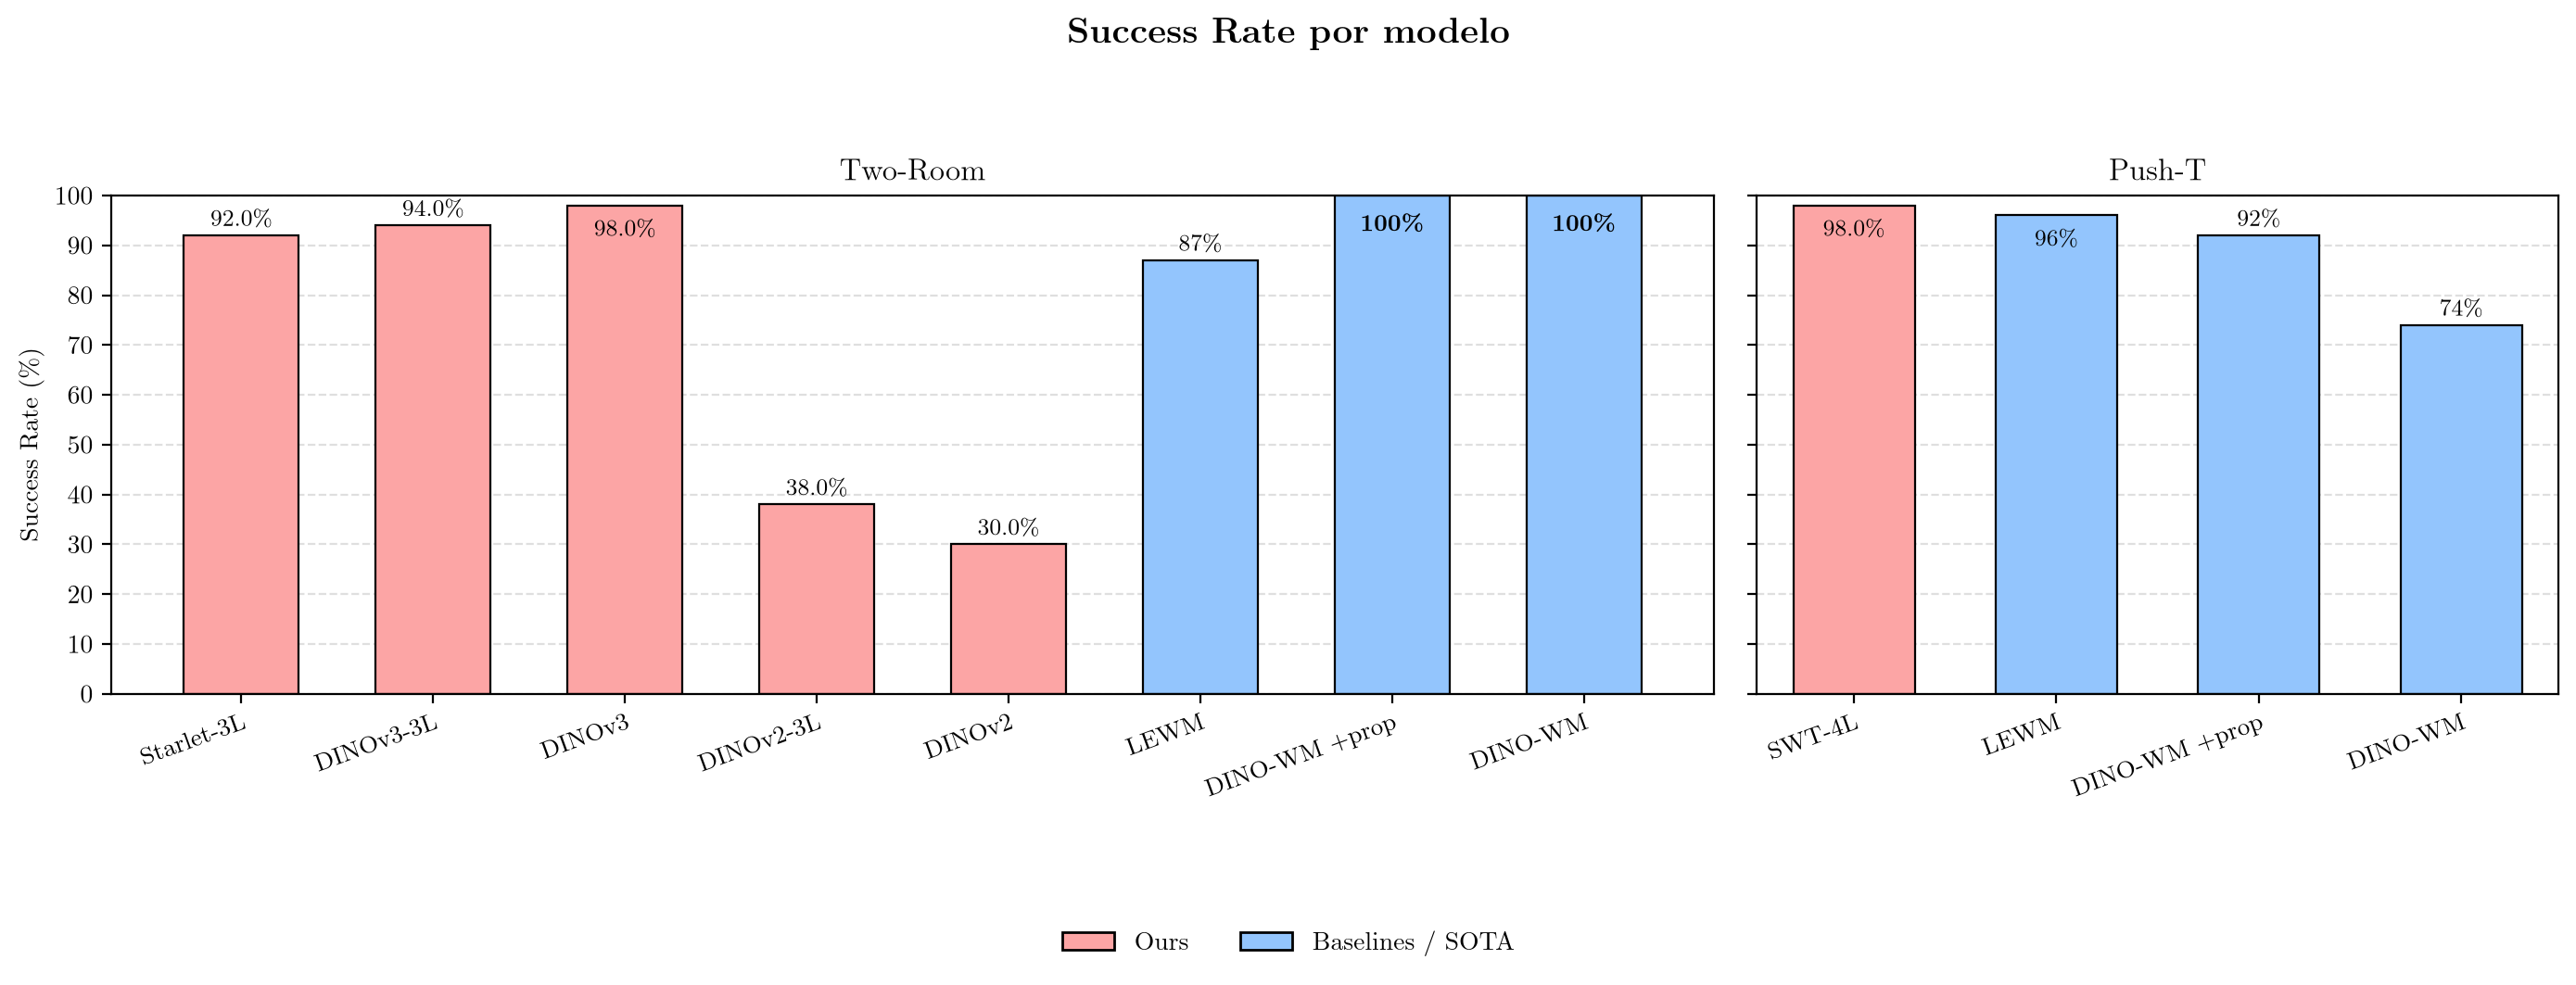 Success Rate por modelo
Two-Room
Success Rate (%)
100
90
80
70
60
50
40
30
20
10
0
92.0%
94.0%
98.0%
38.0%
30.0%
87%
100%
100%
Starlet-3L
DINOv3-3L
DINOv3
DINOv2-3L
DINOv2
LEWM
DINO-WM +prop
DINO-WM
Push-T
98.0%
96%
92%
74%
SWT-4L
LEWM
DINO-WM +prop
DINO-WM
Ours
Baselines / SOTA